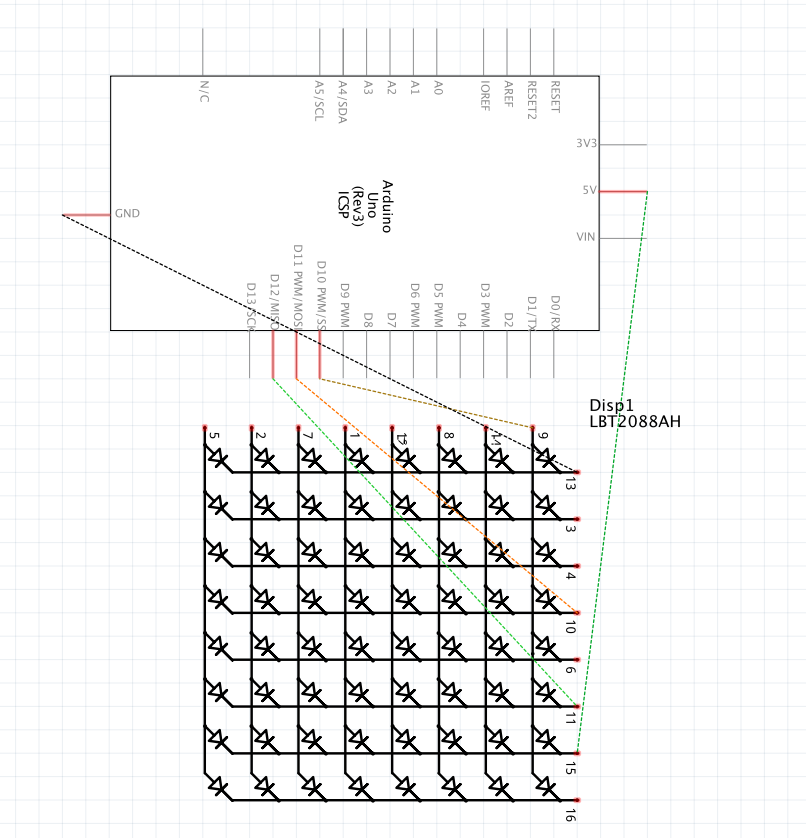 N/C
A5/SCL
A4/SDA
A3
A2
A1
A0
IOREF
AREF
RESET2
RESET
3V3
5V
VIN
GND
Arduino
Uno
(Rev3)
ICSP
D13/SCK
D12/MISO
D11 PWM/MOSI
D10 PWM/SS
D9 PWM
D8
D7
D6 PWM
D5 PWM
D4
D3 PWM
D2
D1/TX
D0/RX
Disp1
LBT2088AH
5
2
7
1
8
9
13
3
4
10
6
11
15
16